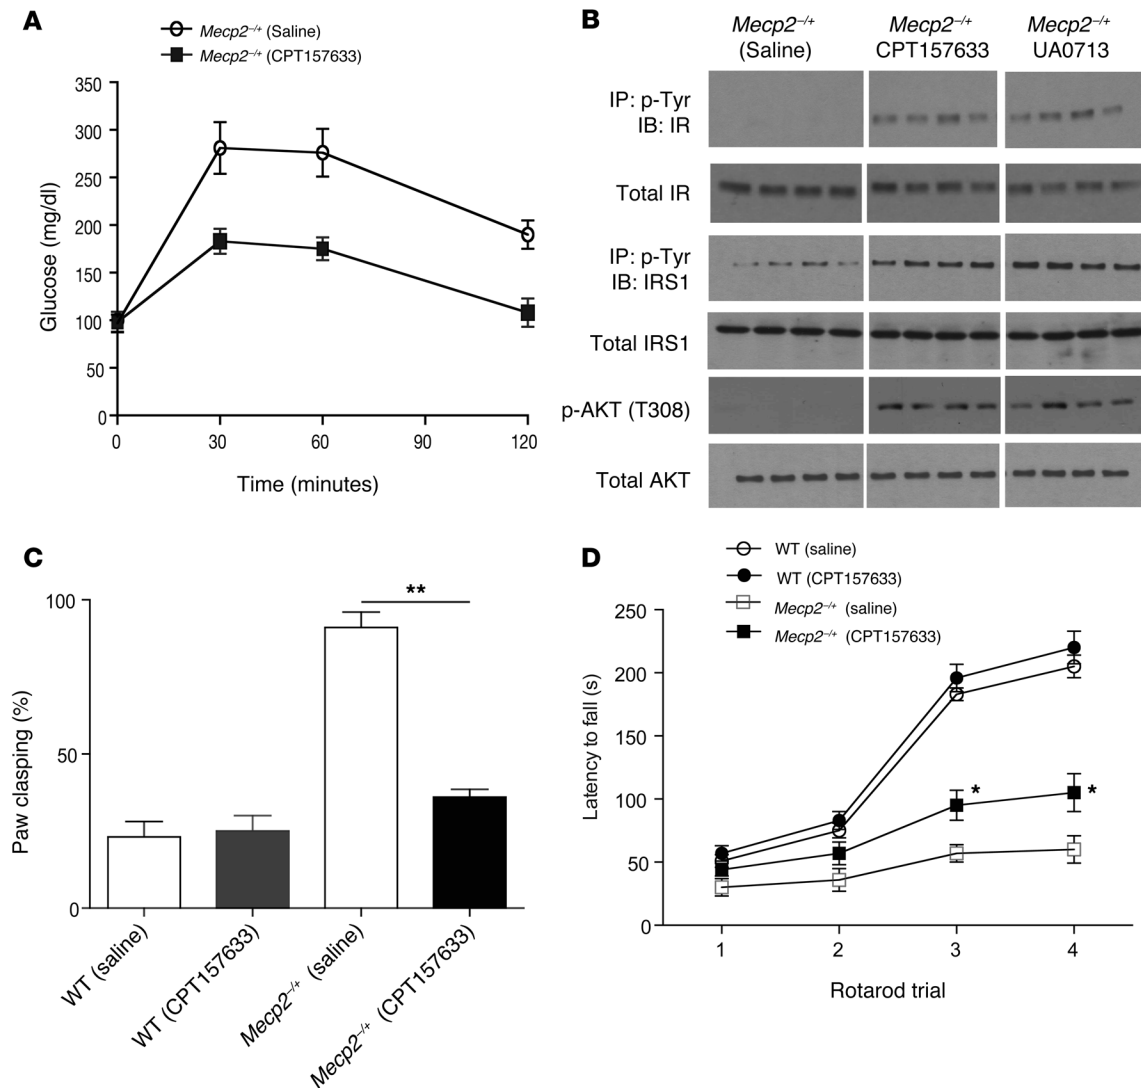 A
Mecp2–/+ (Saline)
Mecp2–/+ (CPT157633)
350
300
250
200
150
100
50
0
Glucose (mg/dl)
0
30
60
90
120
Time (minutes)
B
Mecp2–/+
(Saline)
Mecp2–/+
CPT157633
Mecp2–/+
UA0713
IP: p-Tyr
IB: IR
Total IR
IP: p-Tyr
IB: IRS1
Total IRS1
p-AKT (T308)
Total AKT
C
100
50
0
Paw clasping (%)
**
WT (saline)
WT (CPT157633)
Mecp2–/+ (saline)
Mecp2–/+ (CPT157633)
D
WT (saline)
WT (CPT157633)
Mecp2–/+ (saline)
Mecp2–/+ (CPT157633)
250
200
150
100
50
0
Latency to fall (s)
*
*
1
2
3
4
Rotarod trial